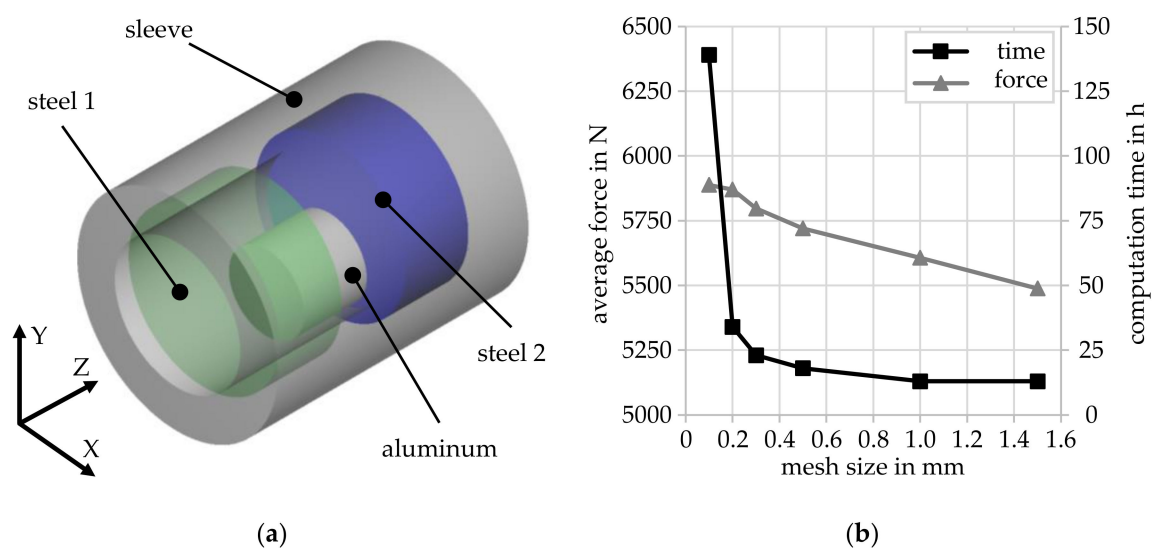 sleeve
steel 1
steel 2
aluminum
Y
Z
X
(a)
time
force
6500
6250
6000
5750
5500
5250
5000
average force in N
150
125
100
75
50
25
0
computation time in h
0 0.2 0.4 0.6 0.8 1.0 1.2 1.4 1.6
mesh size in mm
(b)